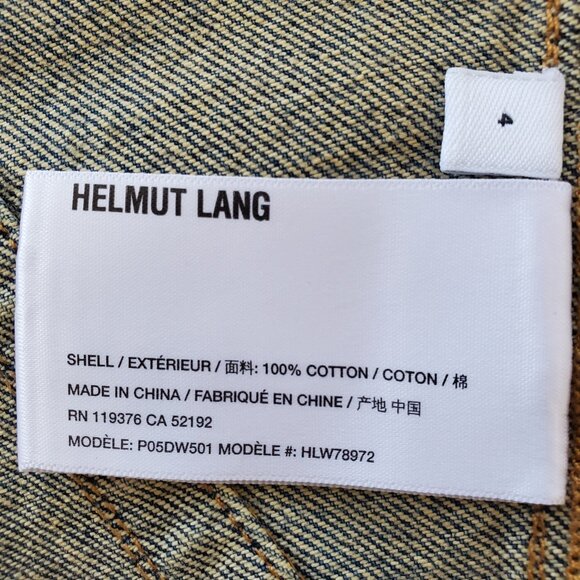 4
HELMUT LANG
SHELL / EXTÉRIEUR / 面料: 100% COTTON / COTON / 棉
MADE IN CHINA / FABRIQUÉ EN CHINE / 产地 中国
RN 119376 CA 52192
MODÈLE: P05DW501 MODÈLE #: HLW78972